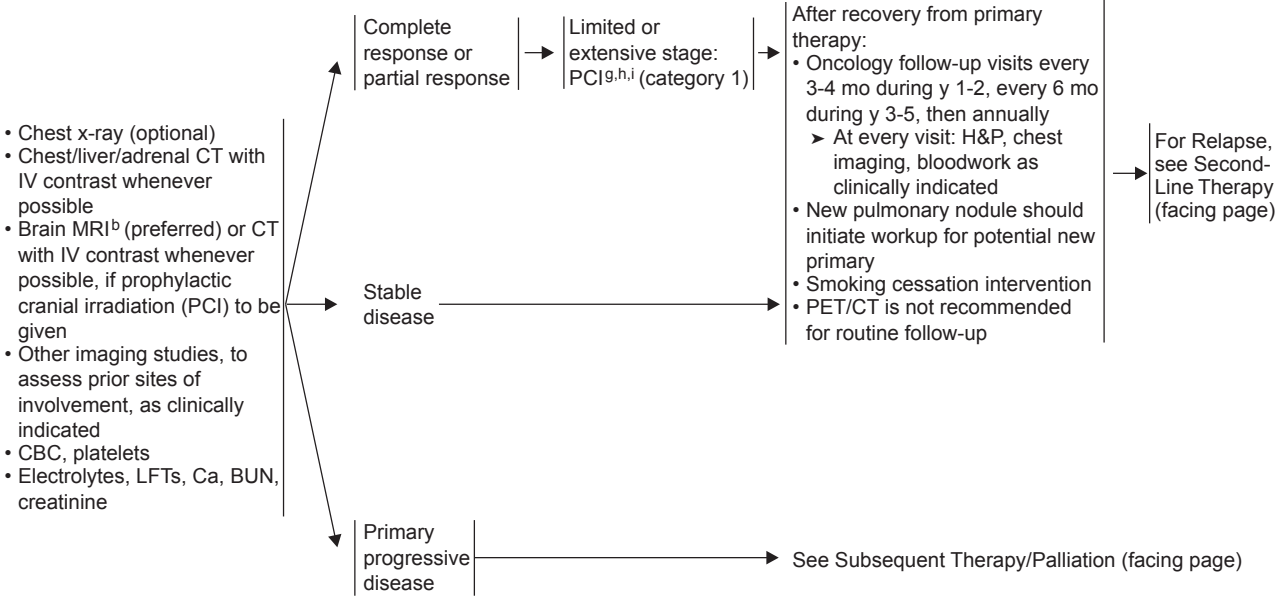 • Chest x-ray (optional)
• Chest/liver/adrenal CT with
IV contrast whenever
possible
• Brain MRIᵇ (preferred) or CT
with IV contrast whenever
possible, if prophylactic
cranial irradiation (PCI) to be
given
• Other imaging studies, to
assess prior sites of
involvement, as clinically
indicated
• CBC, platelets
• Electrolytes, LFTs, Ca, BUN,
creatinine
Complete
response or
partial response
Limited or
extensive stage:
PCIᵍ,ʰ,ⁱ (category 1)
After recovery from primary
therapy:
• Oncology follow-up visits every
3-4 mo during y 1-2, every 6 mo
during y 3-5, then annually
➤ At every visit: H&P, chest
imaging, bloodwork as
clinically indicated
• New pulmonary nodule should
initiate workup for potential new
primary
• Smoking cessation intervention
• PET/CT is not recommended
for routine follow-up
For Relapse,
see Second-
Line Therapy
(facing page)
Stable
disease
Primary
progressive
disease
See Subsequent Therapy/Palliation (facing page)